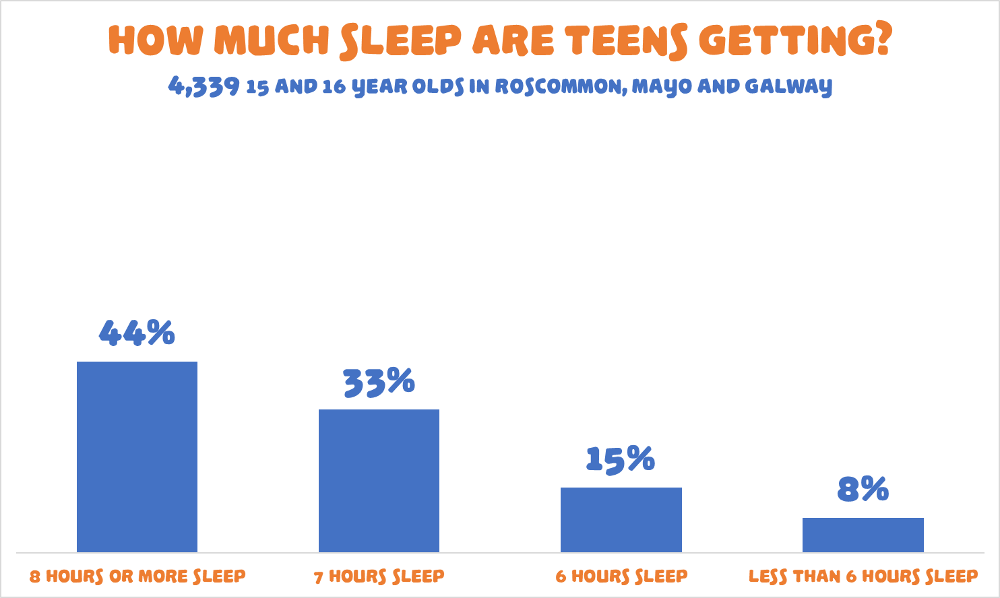 HOW MUCH SLEEP ARE TEENS GETTING?
4,339 15 AND 16 YEAR OLDS IN ROSCOMMON, MAYO AND GALWAY
44%
33%
15%
8%
8 HOURS OR MORE SLEEP
7 HOURS SLEEP
6 HOURS SLEEP
LESS THAN 6 HOURS SLEEP